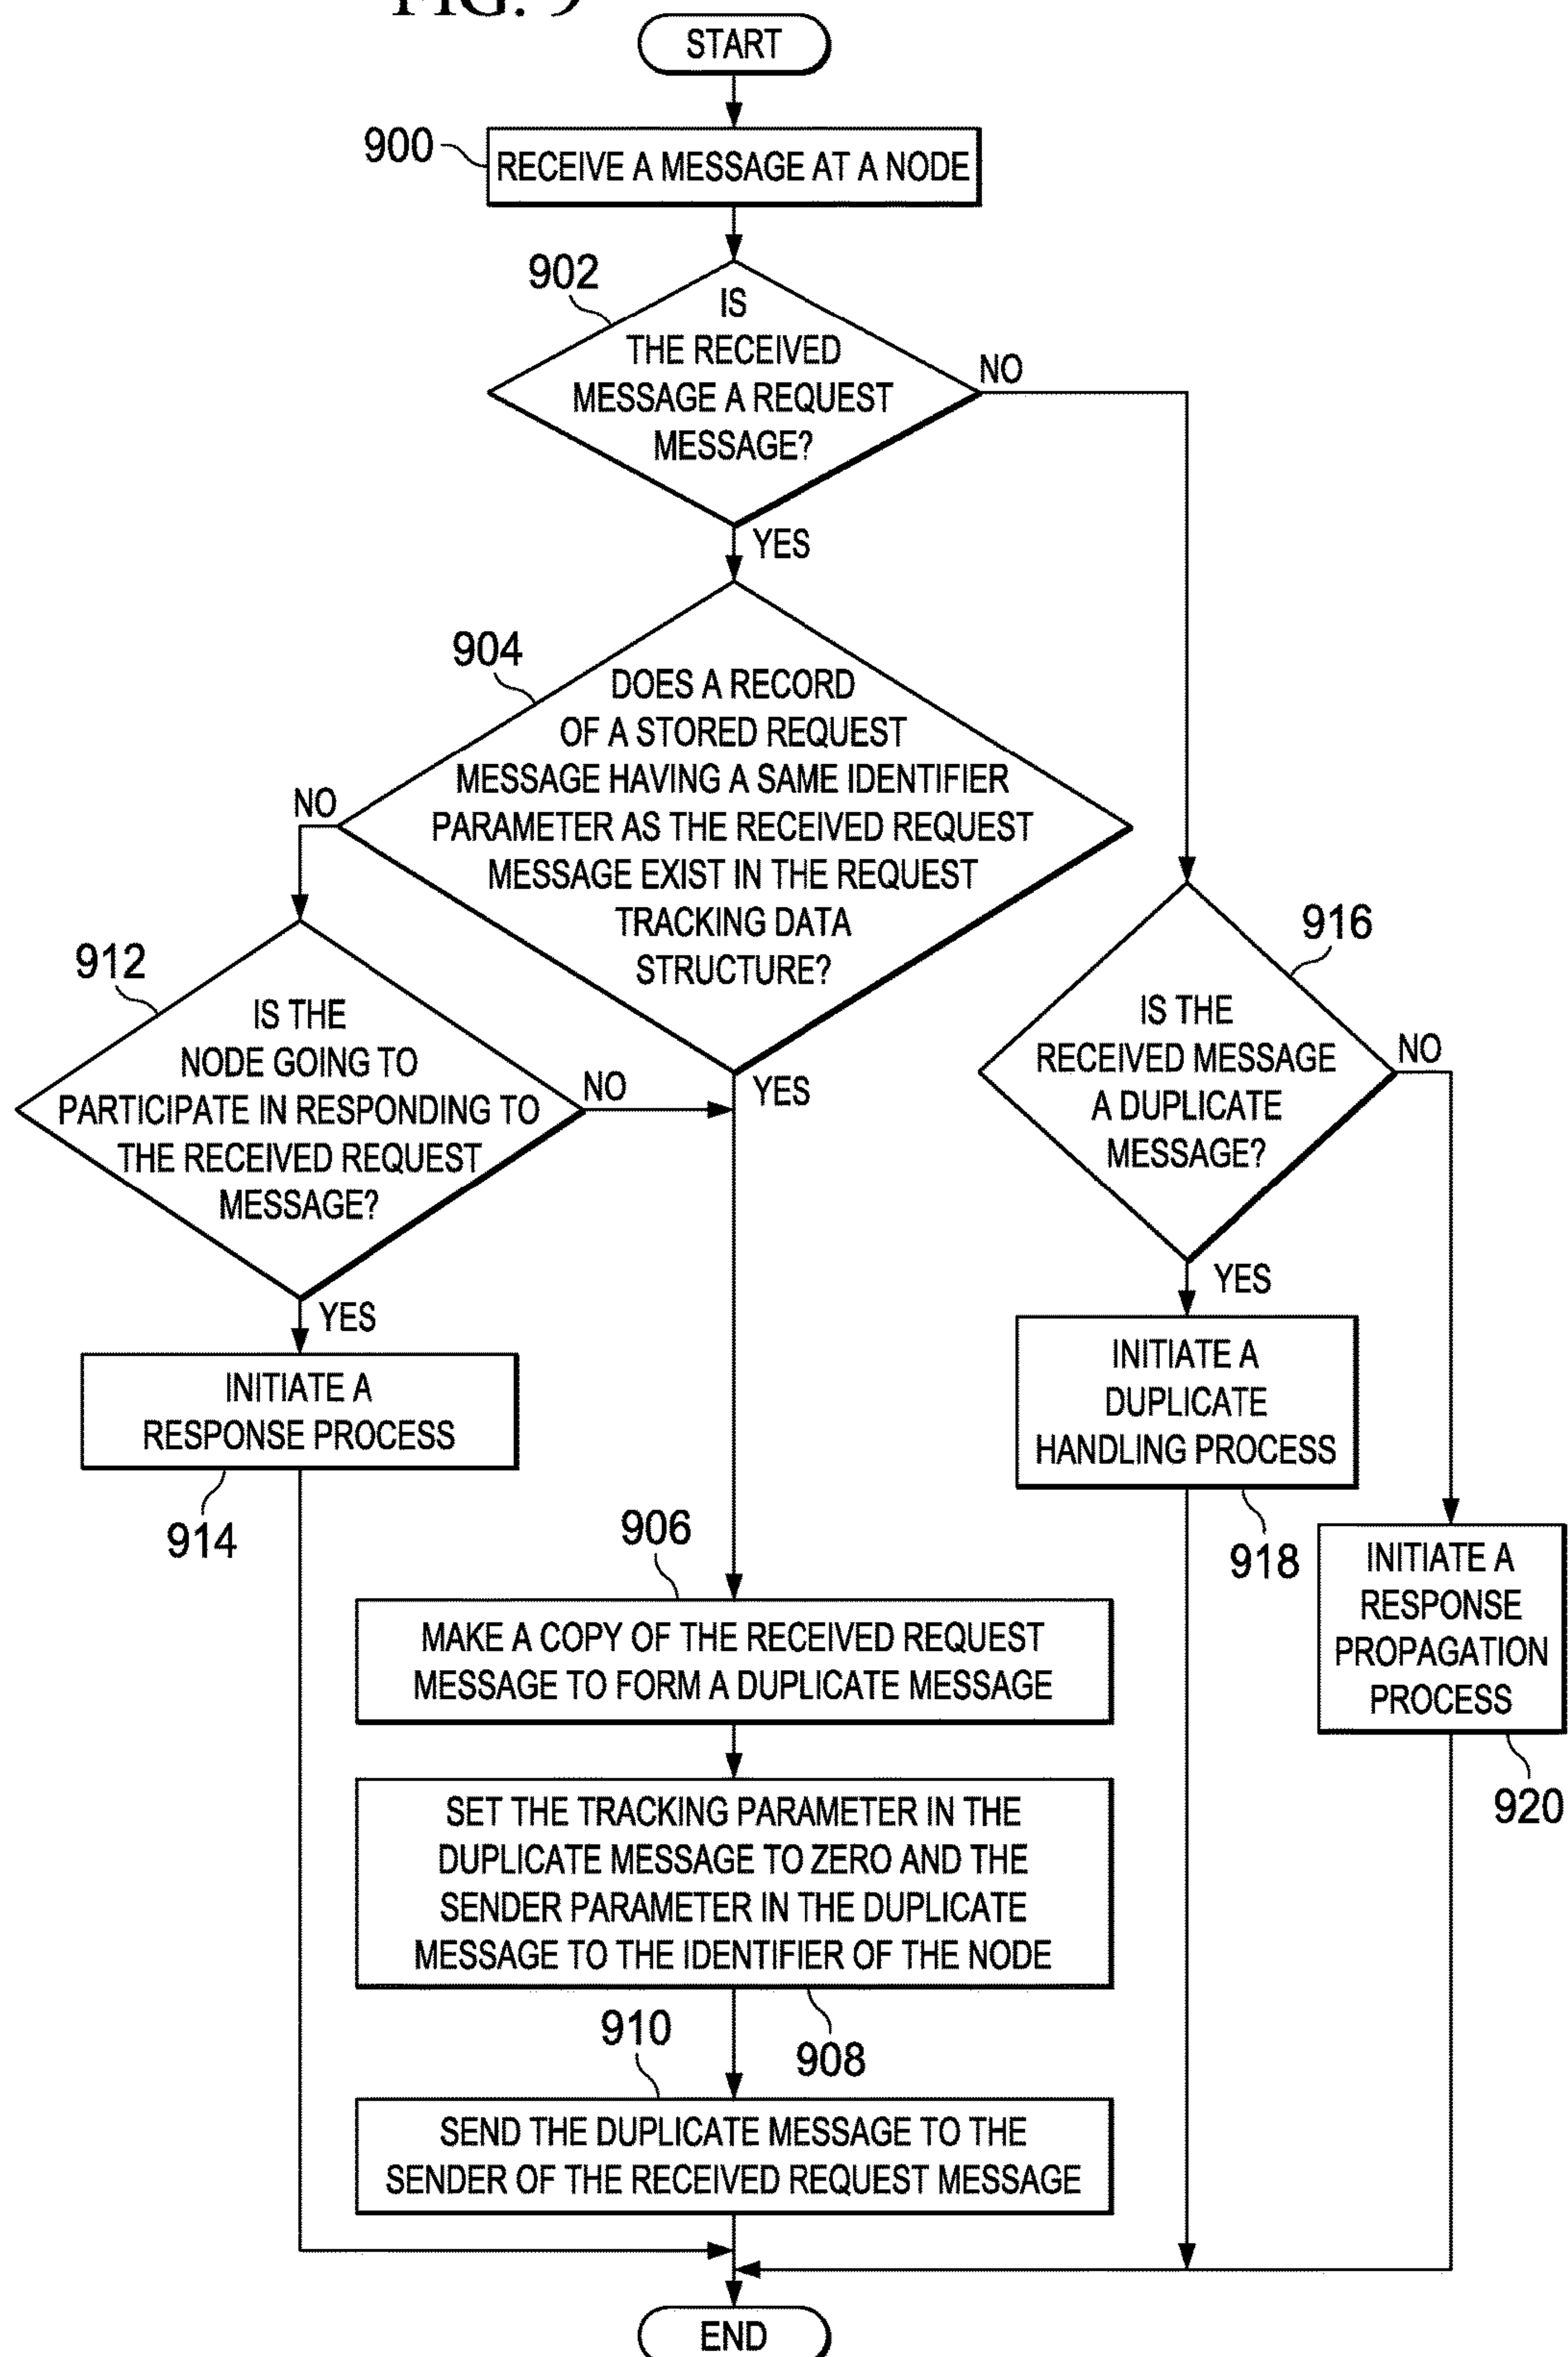 FIG. 9
START
900
RECEIVE A MESSAGE AT A NODE
902
IS
THE RECEIVED
MESSAGE A REQUEST
MESSAGE?
NO
YES
904
DOES A RECORD
OF A STORED REQUEST
MESSAGE HAVING A SAME IDENTIFIER
PARAMETER AS THE RECEIVED REQUEST
MESSAGE EXIST IN THE REQUEST
TRACKING DATA
STRUCTURE?
NO
YES
912
IS THE
NODE GOING TO
PARTICIPATE IN RESPONDING TO
THE RECEIVED REQUEST
MESSAGE?
NO
YES
916
IS THE
RECEIVED MESSAGE
A DUPLICATE
MESSAGE?
NO
YES
INITIATE A
RESPONSE PROCESS
914
INITIATE A
DUPLICATE
HANDLING PROCESS
918
INITIATE A
RESPONSE
PROPAGATION
PROCESS
920
906
MAKE A COPY OF THE RECEIVED REQUEST
MESSAGE TO FORM A DUPLICATE MESSAGE
SET THE TRACKING PARAMETER IN THE
DUPLICATE MESSAGE TO ZERO AND THE
SENDER PARAMETER IN THE DUPLICATE
MESSAGE TO THE IDENTIFIER OF THE NODE
908
910
SEND THE DUPLICATE MESSAGE TO THE
SENDER OF THE RECEIVED REQUEST MESSAGE
END